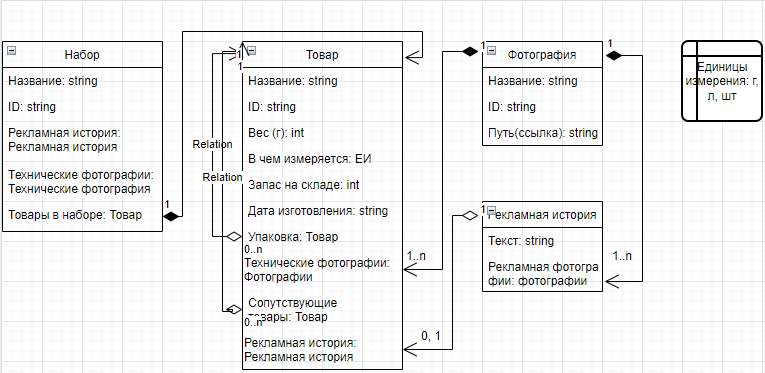 Набор
Название: string
ID: string
Рекламная история:
Рекламная история
Технические фотографии:
Технические фотография
Товары в наборе: Товар
1
Relation
Relation
1
1
Товар
Название: string
ID: string
Вес (г): int
В чем измеряется: ЕИ
Запас на складе: int
Дата изготовления: string
Упаковка: Товар
0..n
Технические фотографии:
Фотографии
Сопутствующие
товары: Товар
0..n
Рекламная история:
Рекламная история
1..n
0, 1
1
Фотография
1
Название: string
ID: string
Путь(ссылка): string
1
Рекламная история
Текст: string
Рекламная фотогра
фии: фотографии
1..n
Единицы
измерения: г,
л, шт